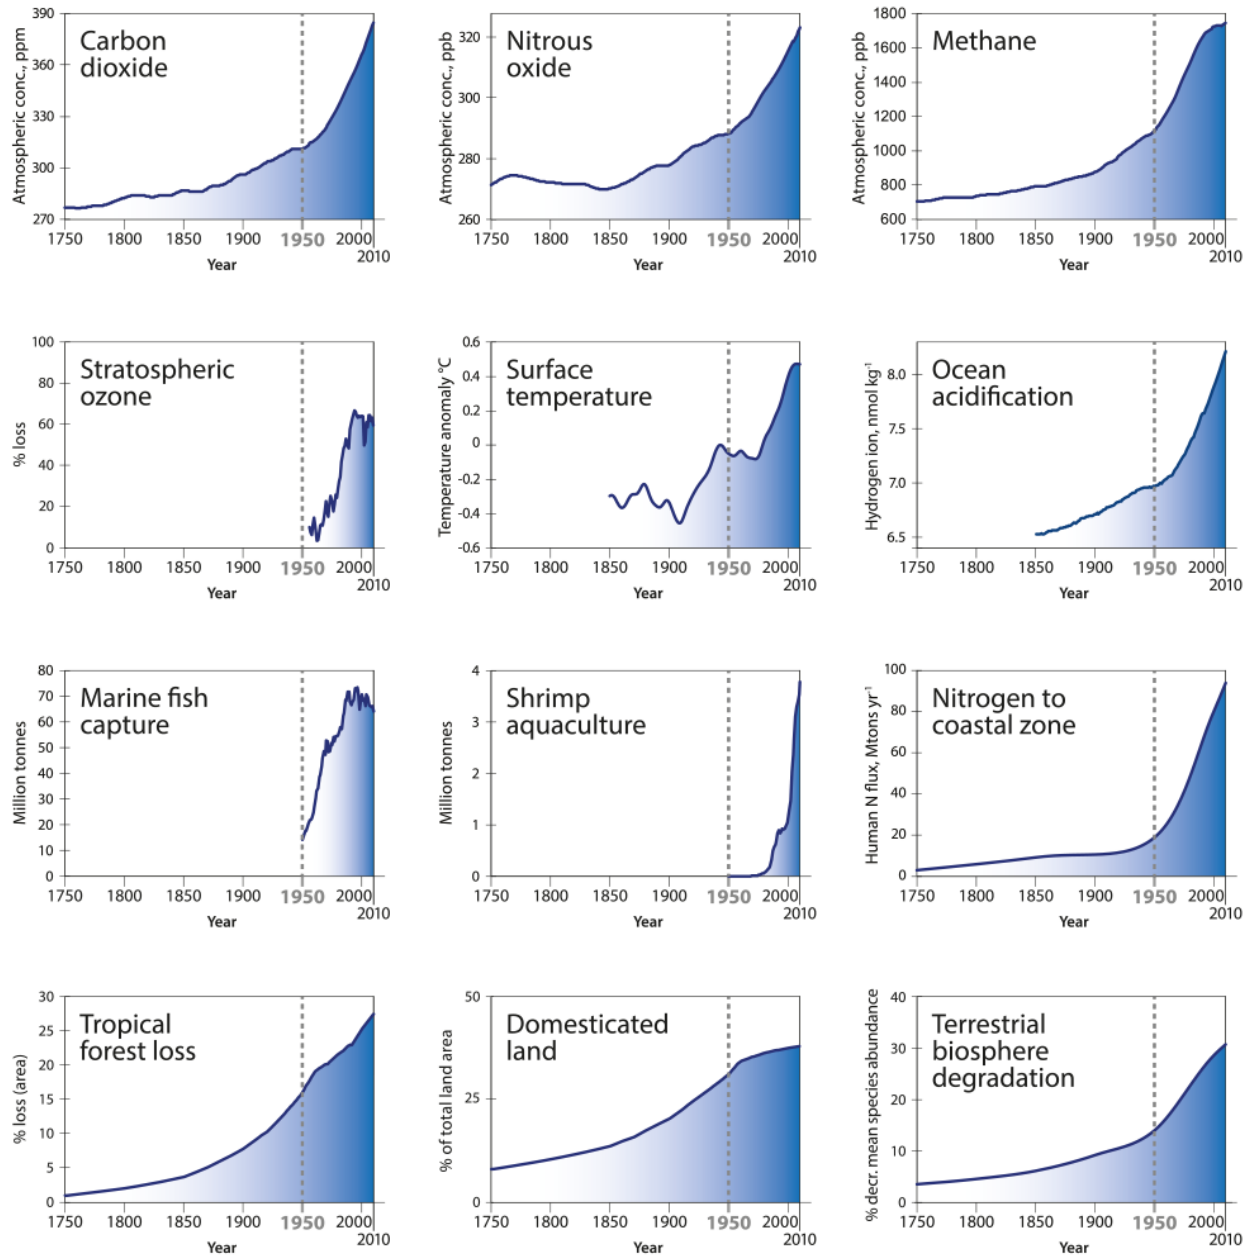 390
360
330
300
270
Atmospheric conc., ppm
Carbon
dioxide
1750 1800 1850 1900 1950 2000
2010
Year
320
300
280
260
Atmospheric conc., ppb
Nitrous
oxide
1750 1800 1850 1900 1950 2000
2010
Year
1800
1600
1400
1200
1000
800
600
Atmospheric conc., ppb
Methane
1750 1800 1850 1900 1950 2000
2010
Year
100
80
60
40
20
0
% loss
Stratospheric
ozone
1750 1800 1850 1900 1950 2000
2010
Year
0.6
0.4
0.2
0
-0.2
-0.4
-0.6
Temperature anomaly °C
Surface
temperature
1750 1800 1850 1900 1950 2000
2010
Year
8.0
7.5
7.0
6.5
Hydrogen ion, nmol kg⁻¹
Ocean
acidification
1750 1800 1850 1900 1950 2000
2010
Year
80
70
60
50
40
30
20
10
0
Million tonnes
Marine fish
capture
1750 1800 1850 1900 1950 2000
2010
Year
4
3
2
1
0
Million tonnes
Shrimp
aquaculture
1750 1800 1850 1900 1950 2000
2010
Year
100
80
60
40
20
0
Human N flux, Mtons yr⁻¹
Nitrogen to
coastal zone
1750 1800 1850 1900 1950 2000
2010
Year
30
25
20
15
10
5
0
% loss (area)
Tropical
forest loss
1750 1800 1850 1900 1950 2000
2010
Year
50
25
0
% of total land area
Domesticated
land
1750 1800 1850 1900 1950 2000
2010
Year
40
30
20
10
0
% decr. mean species abundance
Terrestrial
biosphere
degradation
1750 1800 1850 1900 1950 2000
2010
Year